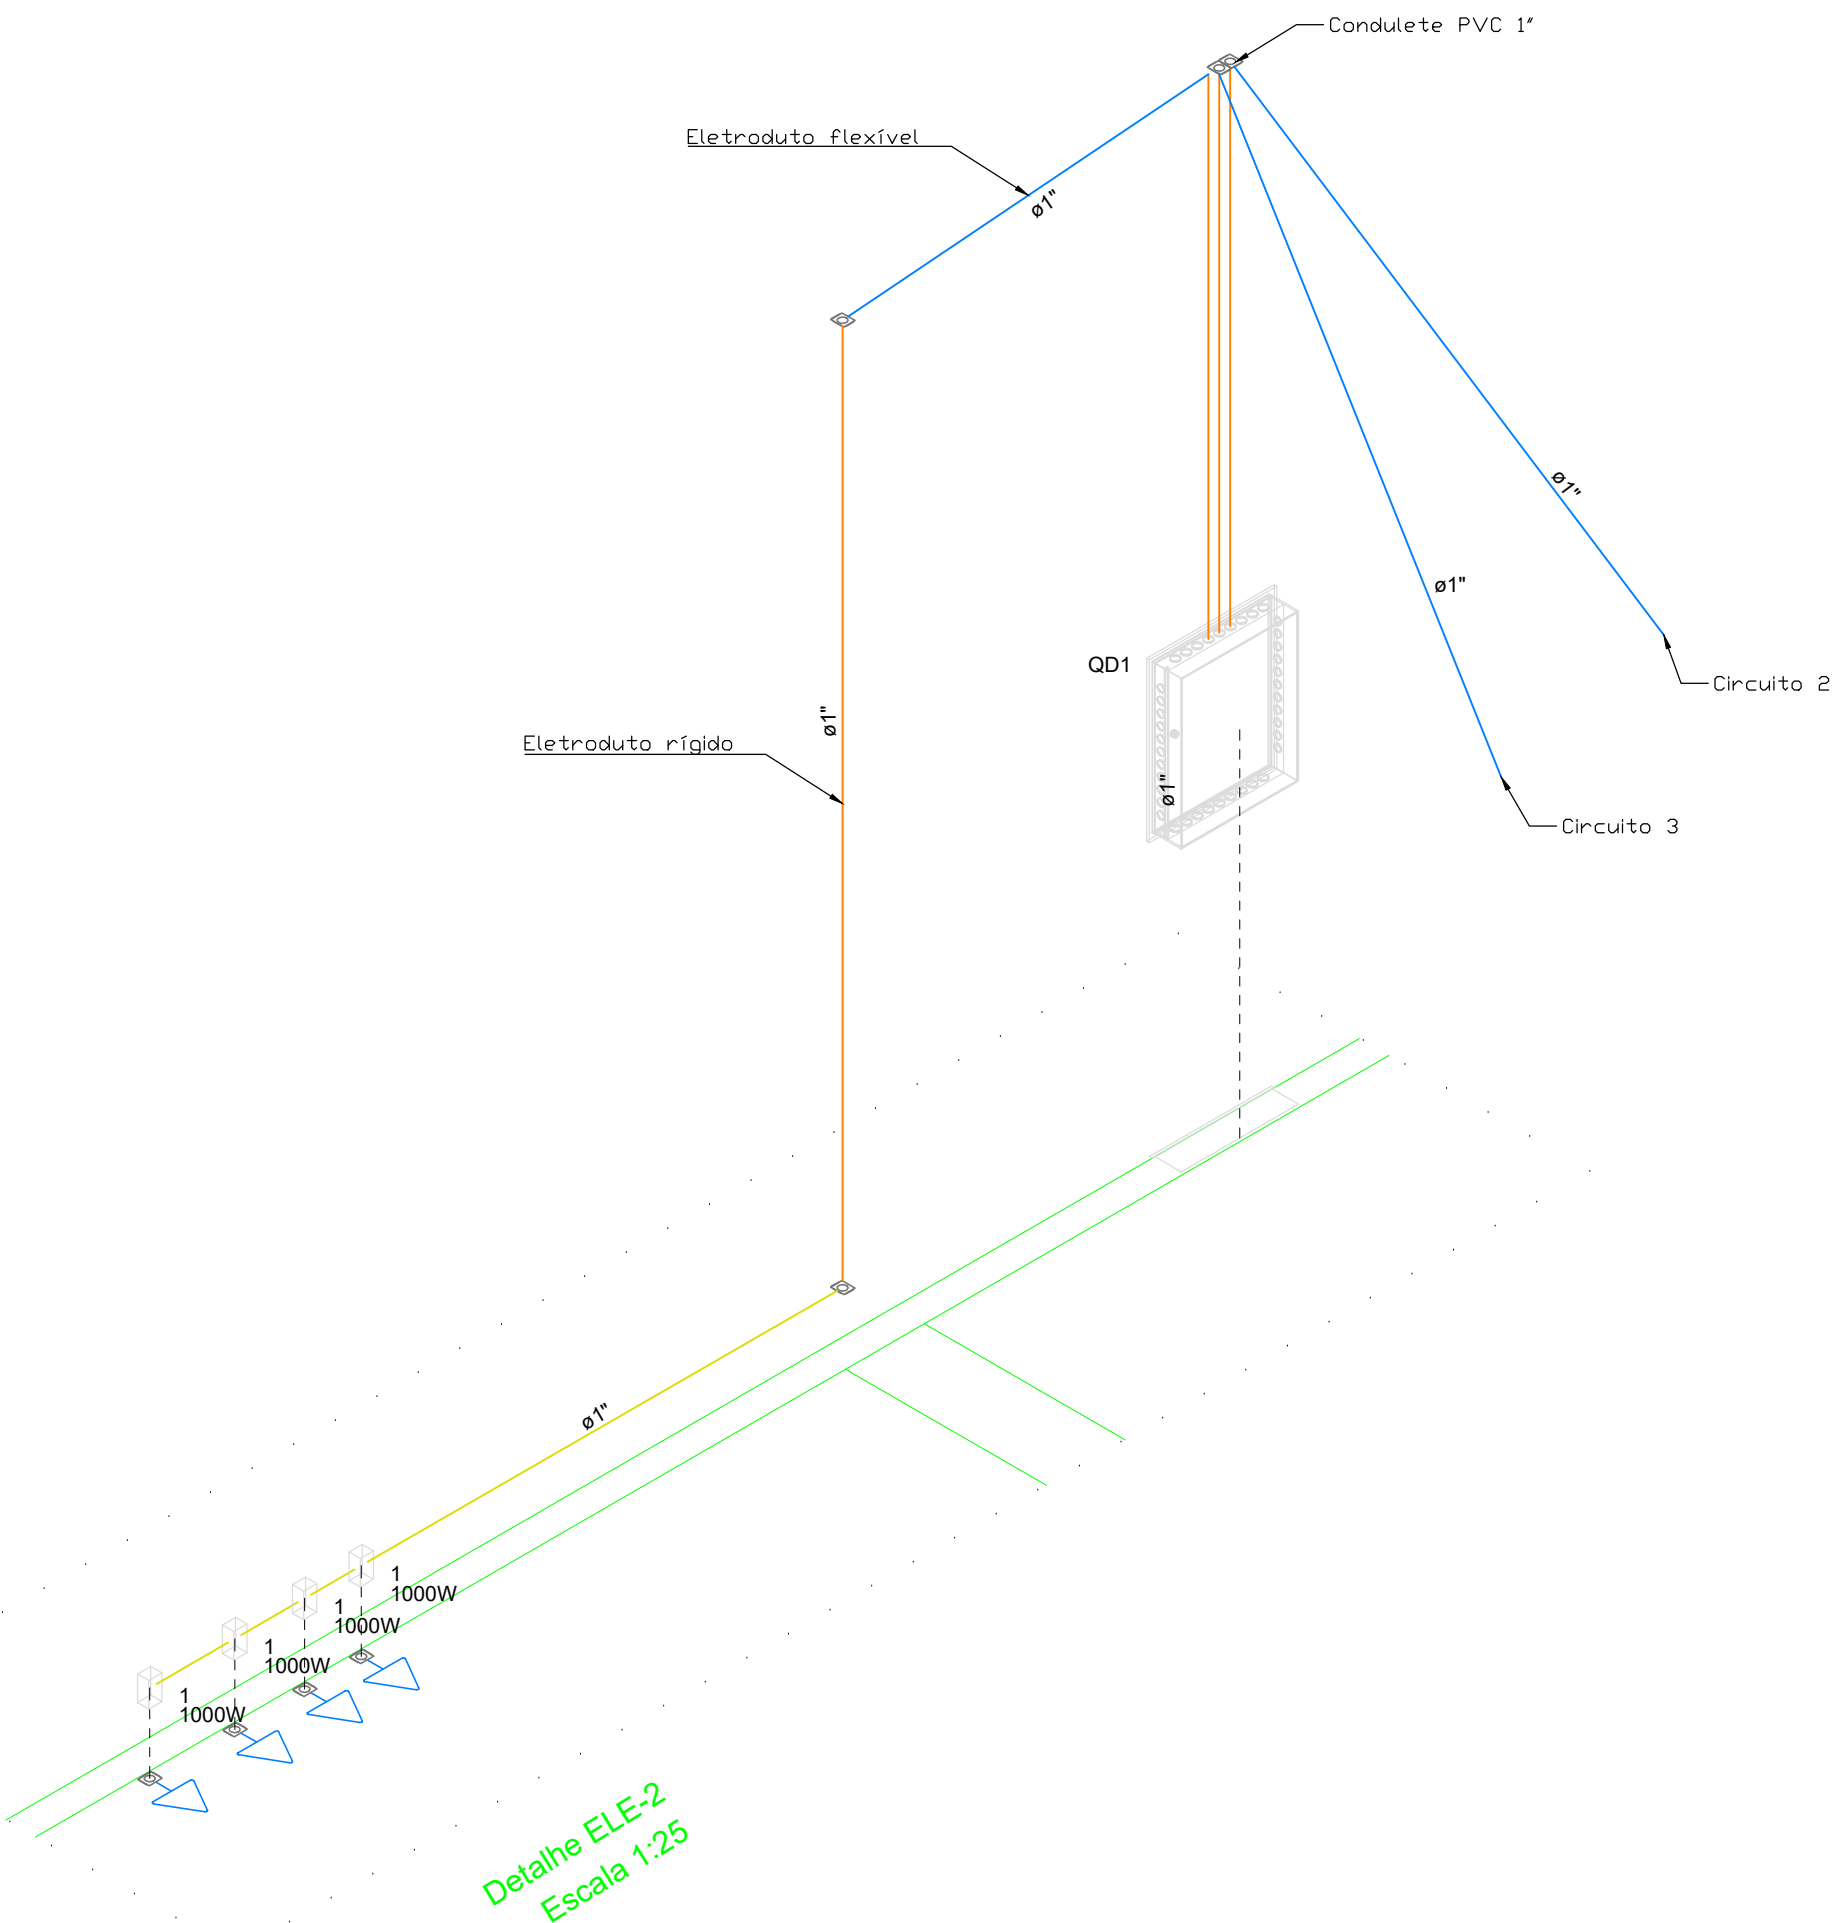 Condulete PVC 1"
Eletroduto flexível
ø1"
ø1"
ø1"
QD1
Circuito 2
ø1"
Eletroduto rígido
ø1"
Circuito 3
ø1"
1
1000W
1
1000W
1
1000W
1
1000W
Detalhe ELE-2
Escala 1:25